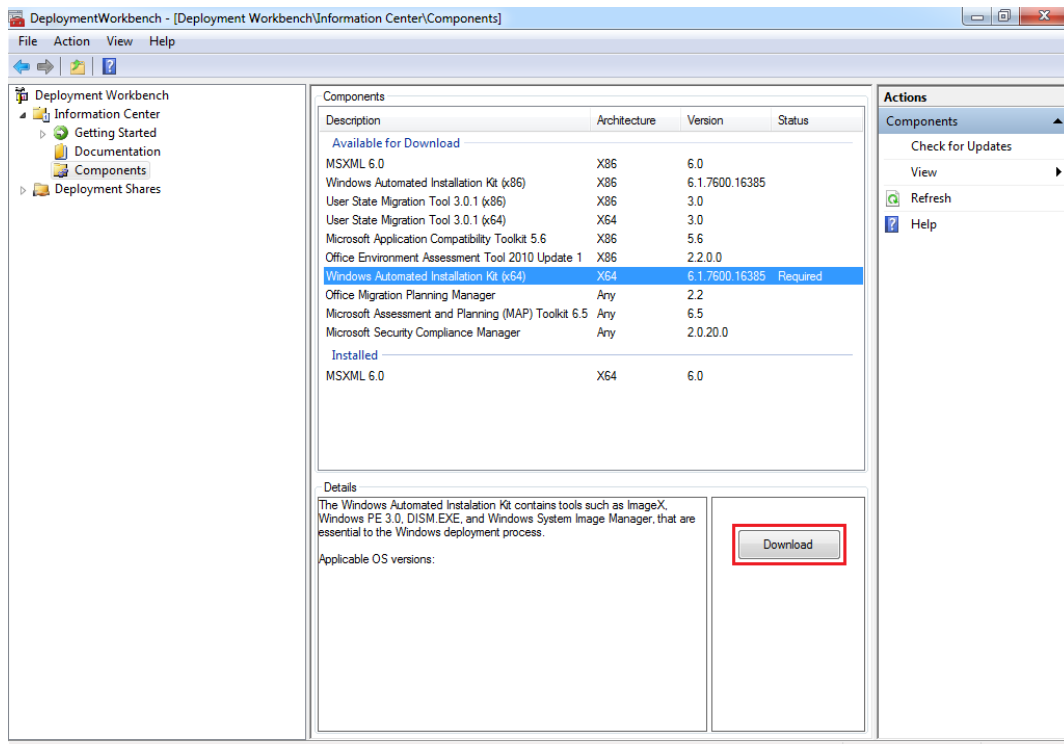 DeploymentWorkbench - [Deployment Workbench\Information Center\Components]
File Action View Help
Deployment Workbench
Information Center
Getting Started
Documentation
Components
Deployment Shares
Components
Description Architecture Version Status
Available for Download
MSXML 6.0 X86 6.0
Windows Automated Installation Kit (x86) X86 6.1.7600.16385
User State Migration Tool 3.0.1 (x86) X86 3.0
User State Migration Tool 3.0.1 (x64) X64 3.0
Microsoft Application Compatibility Toolkit 5.6 X86 5.6
Office Environment Assessment Tool 2010 Update 1 X86 2.2.0.0
Windows Automated Installation Kit (x64) X64 6.1.7600.16385 Required
Office Migration Planning Manager Any 2.2
Microsoft Assessment and Planning (MAP) Toolkit 6.5 Any 6.5
Microsoft Security Compliance Manager Any 2.0.20.0
Installed
MSXML 6.0 X64 6.0
Details
The Windows Automated Instalation Kit contains tools such as ImageX,
Windows PE 3.0, DISM.EXE, and Windows System Image Manager, that are
essential to the Windows deployment process.
Applicable OS versions:
Download
Actions
Components
Check for Updates
View
Refresh
Help